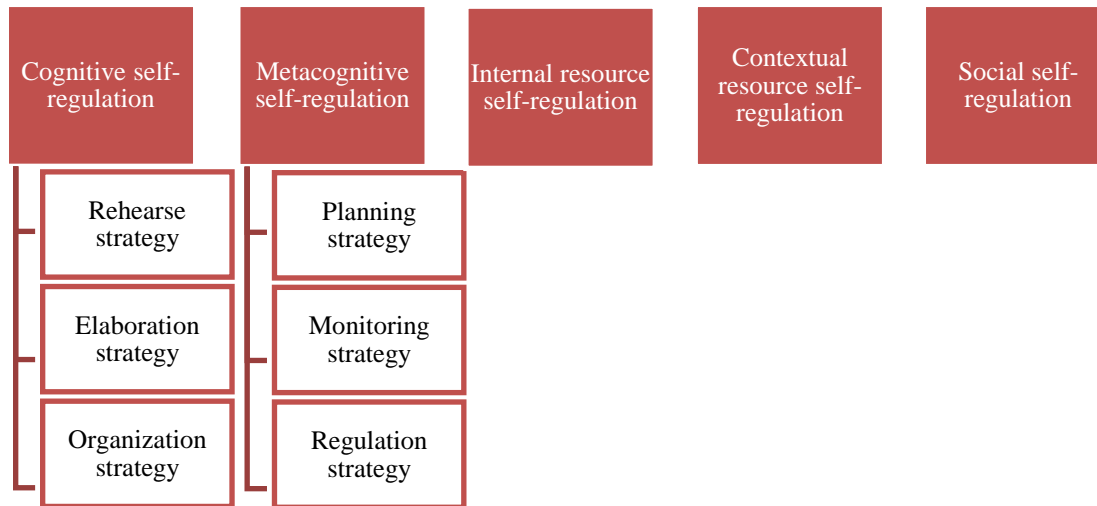 Cognitive self-
regulation
Metacognitive
self-regulation
Internal resource
self-regulation
Contextual
resource self-
regulation
Social self-
regulation
Rehearse
strategy
Elaboration
strategy
Organization
strategy
Planning
strategy
Monitoring
strategy
Regulation
strategy